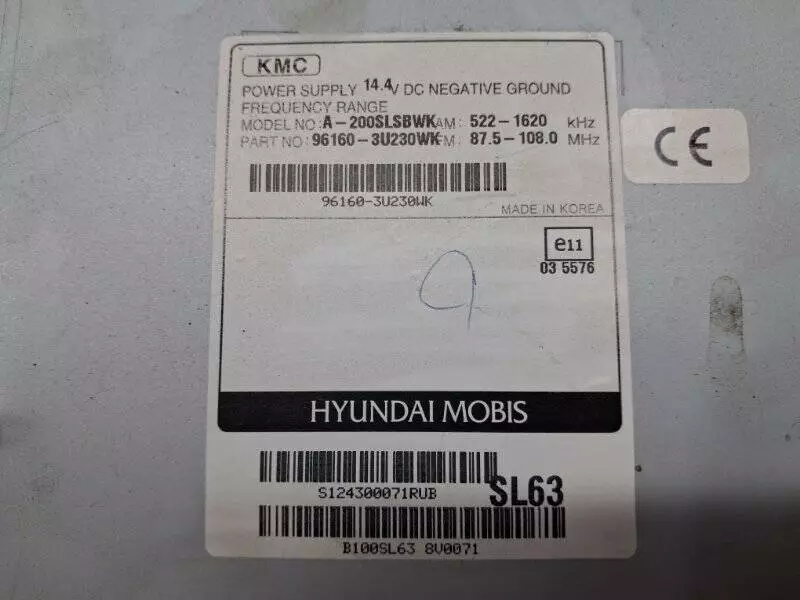 KMC
POWER SUPPLY 14.4V DC NEGATIVE GROUND
FREQUENCY RANGE
MODEL NO: A-200SLSBWK AM: 522-1620 kHz
PART NO: 96160-3U230WK FM: 87.5-108.0 MHz
96160-3U230WK
MADE IN KOREA
CE
e11
03 5576
9
HYUNDAI MOBIS
S124300071RUB
SL63
B100SL63 8V0071